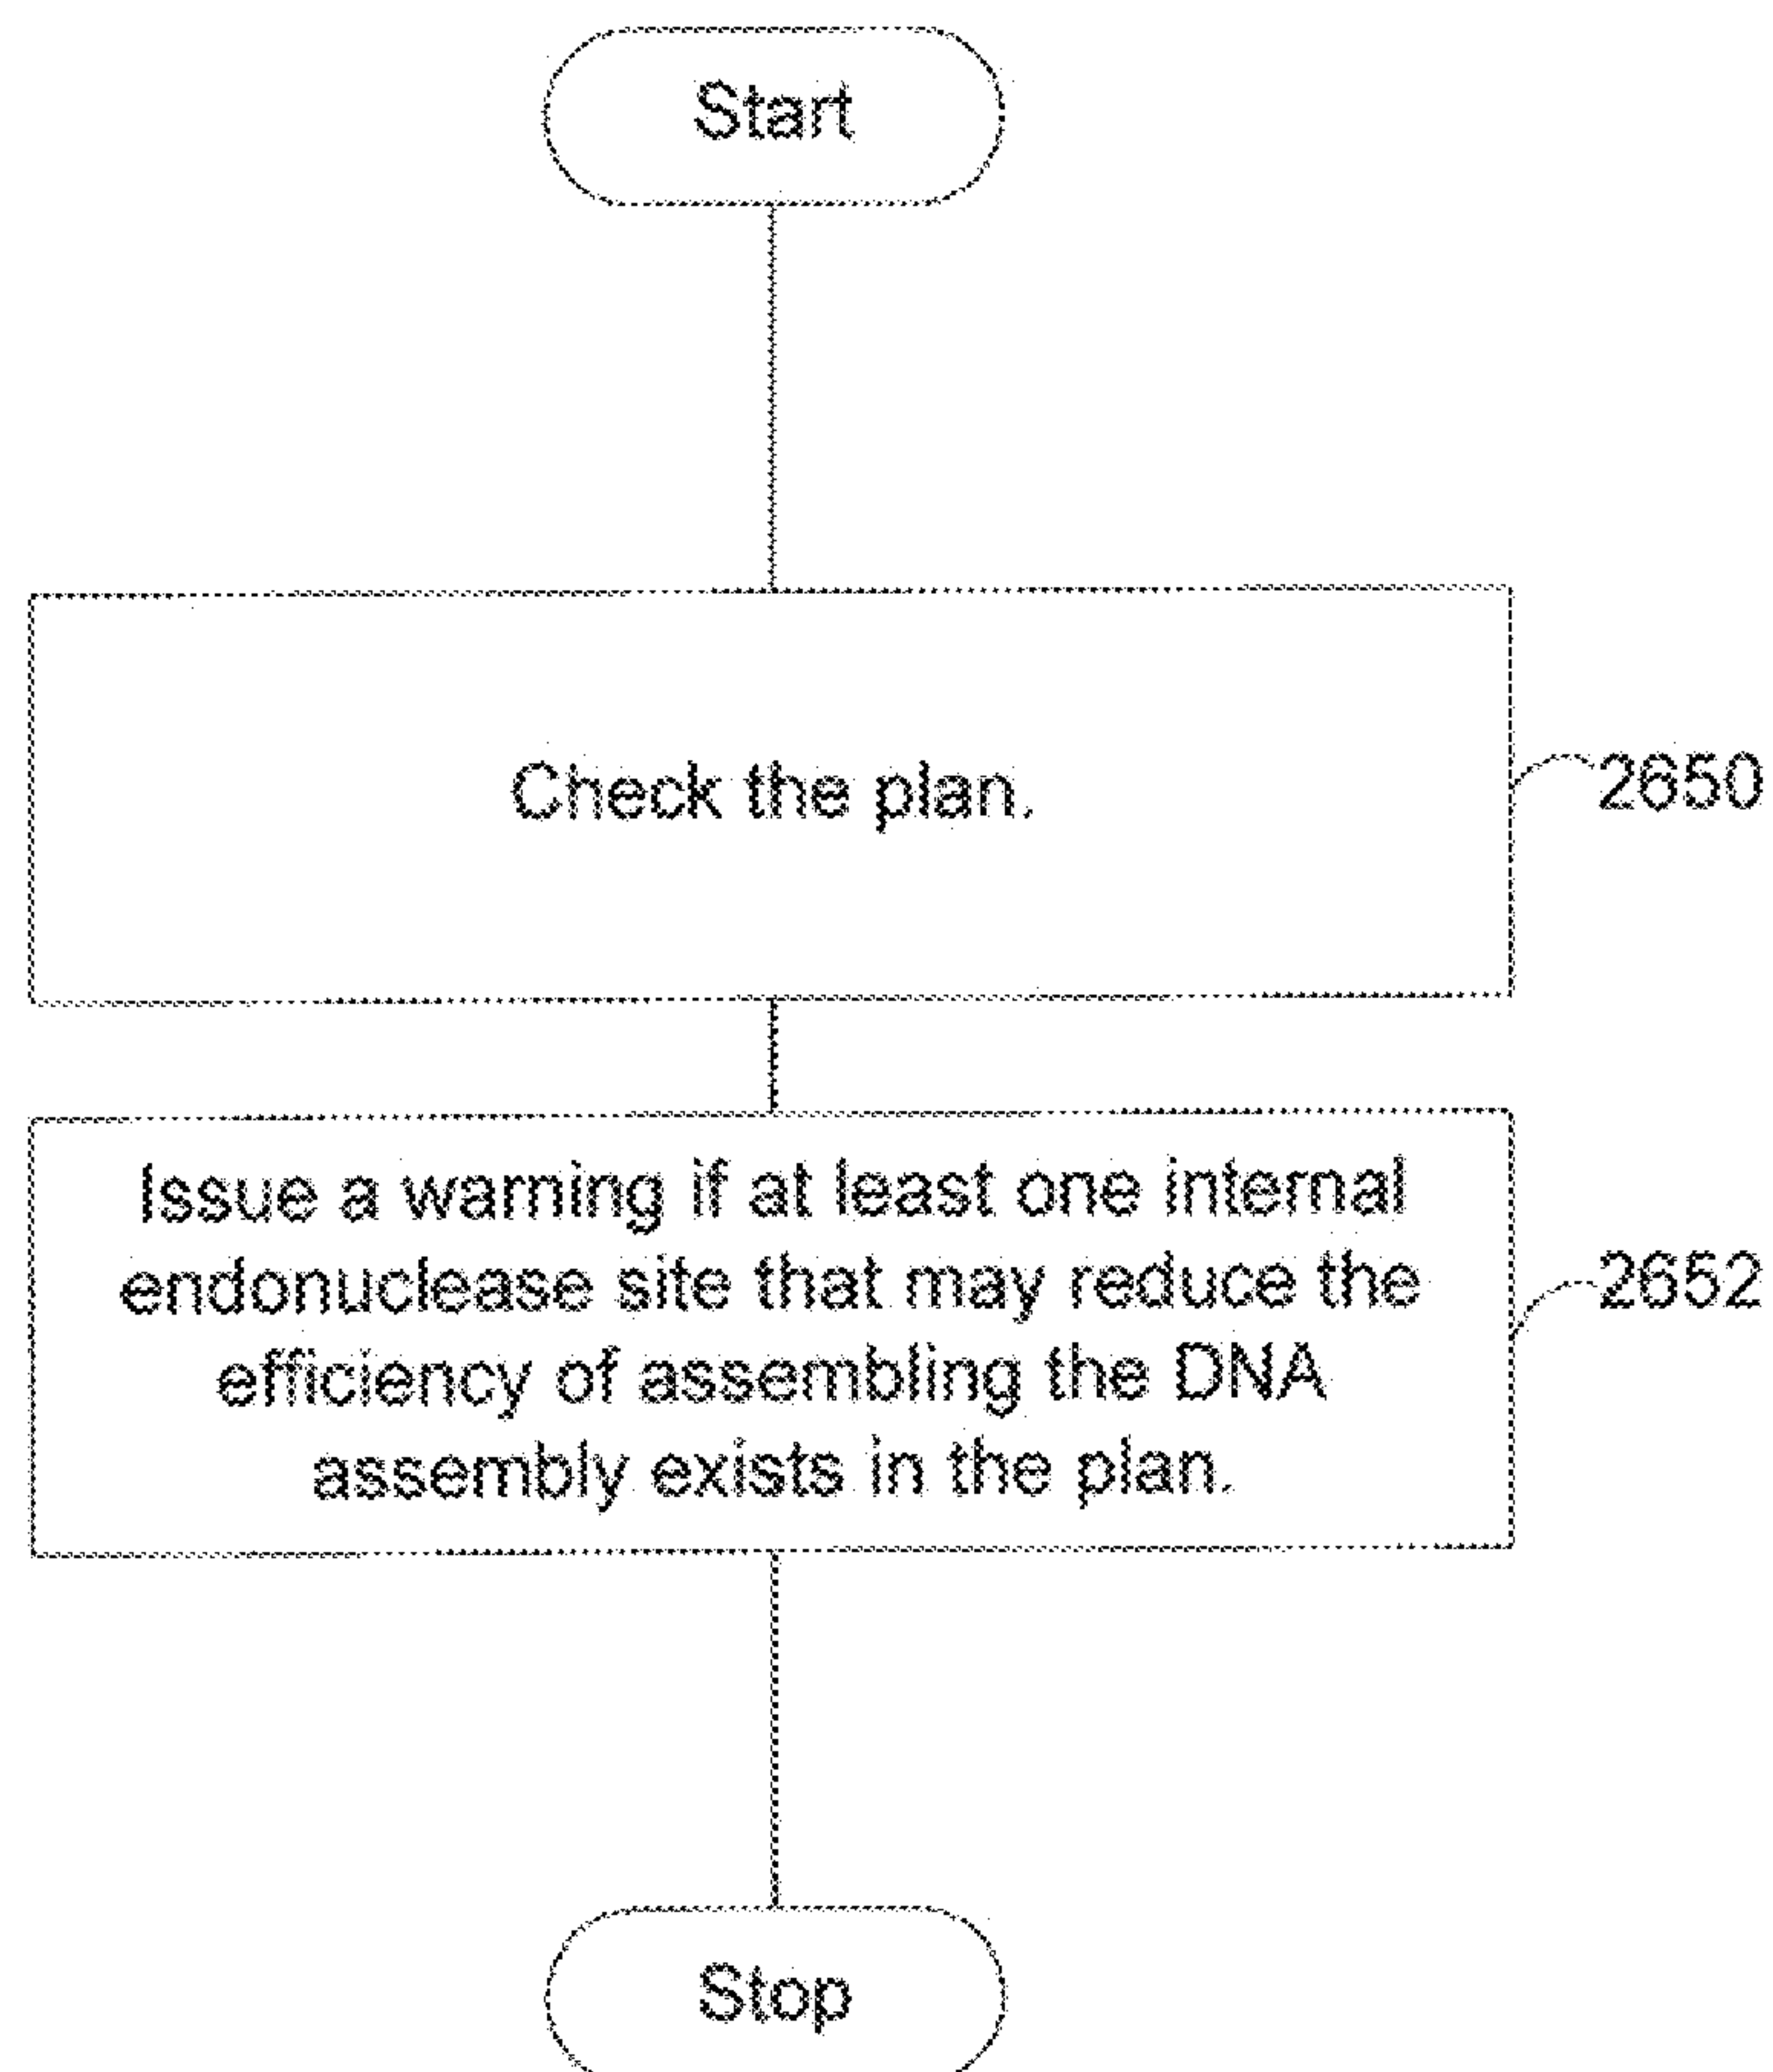 Start
Check the plan.
2650
Issue a warning if at least one internal
endonuclease site that may reduce the
efficiency of assembling the DNA
assembly exists in the plan.
2652
Stop